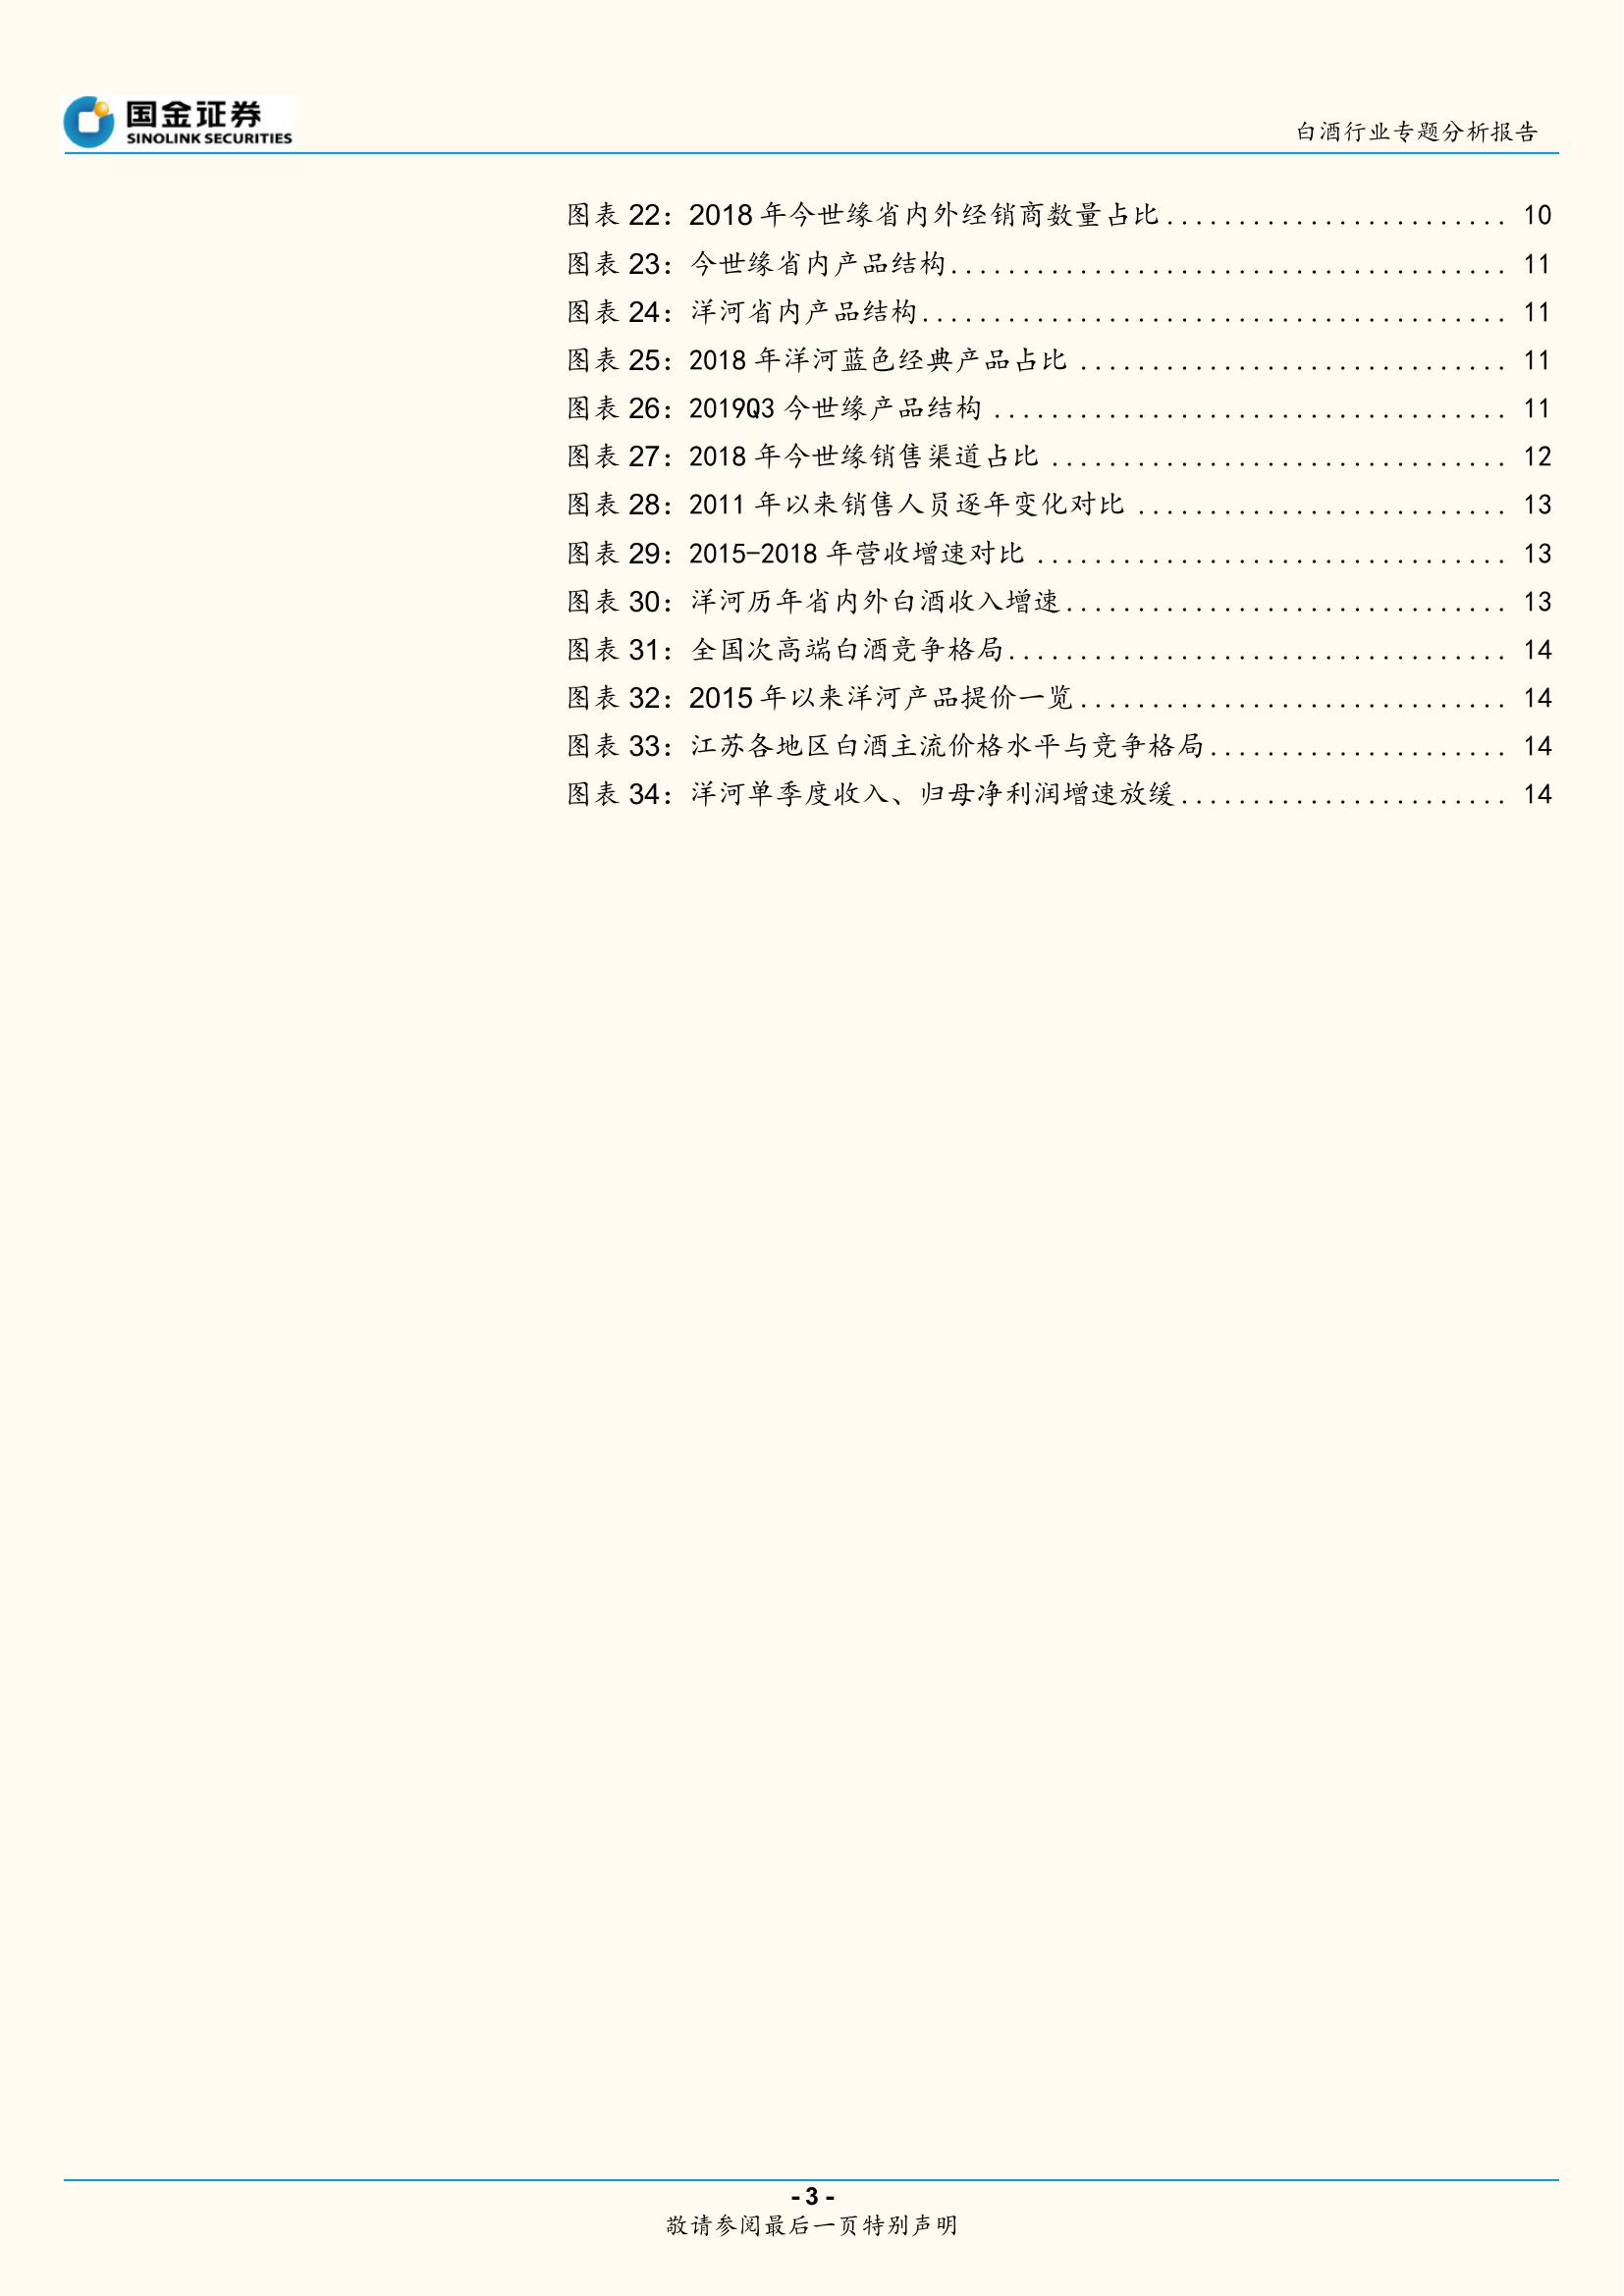 国金证券
SINOLINK SECURITIES
白酒行业专题分析报告
图表 22：2018 年今世缘省内外经销商数量占比........................ 10
图表 23：今世缘省内产品结构....................................... 11
图表 24：洋河省内产品结构......................................... 11
图表 25：2018 年洋河蓝色经典产品占比 .............................. 11
图表 26：2019Q3 今世缘产品结构 .................................... 11
图表 27：2018 年今世缘销售渠道占比 ................................ 12
图表 28：2011 年以来销售人员逐年变化对比 .......................... 13
图表 29：2015-2018 年营收增速对比 ................................. 13
图表 30：洋河历年省内外白酒收入增速............................... 13
图表 31：全国次高端白酒竞争格局................................... 14
图表 32：2015 年以来洋河产品提价一览.............................. 14
图表 33：江苏各地区白酒主流价格水平与竞争格局..................... 14
图表 34：洋河单季度收入、归母净利润增速放缓....................... 14
- 3 -
敬请参阅最后一页特别声明